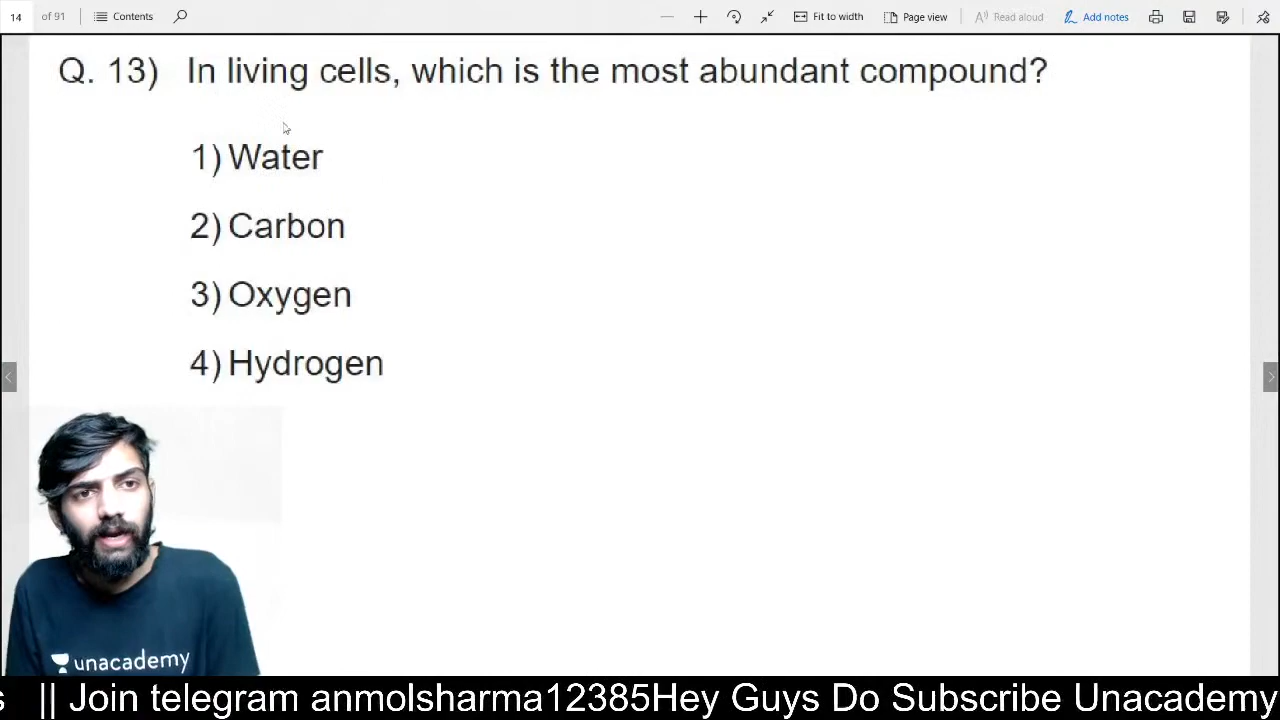 14 of 91 Contents Fit to width Page view Read aloud Add notes
Q. 13) In living cells, which is the most abundant compound?
1) Water
2) Carbon
3) Oxygen
4) Hydrogen
unacademy
s || Join telegram anmolsharma12385Hey Guys Do Subscribe Unacademy